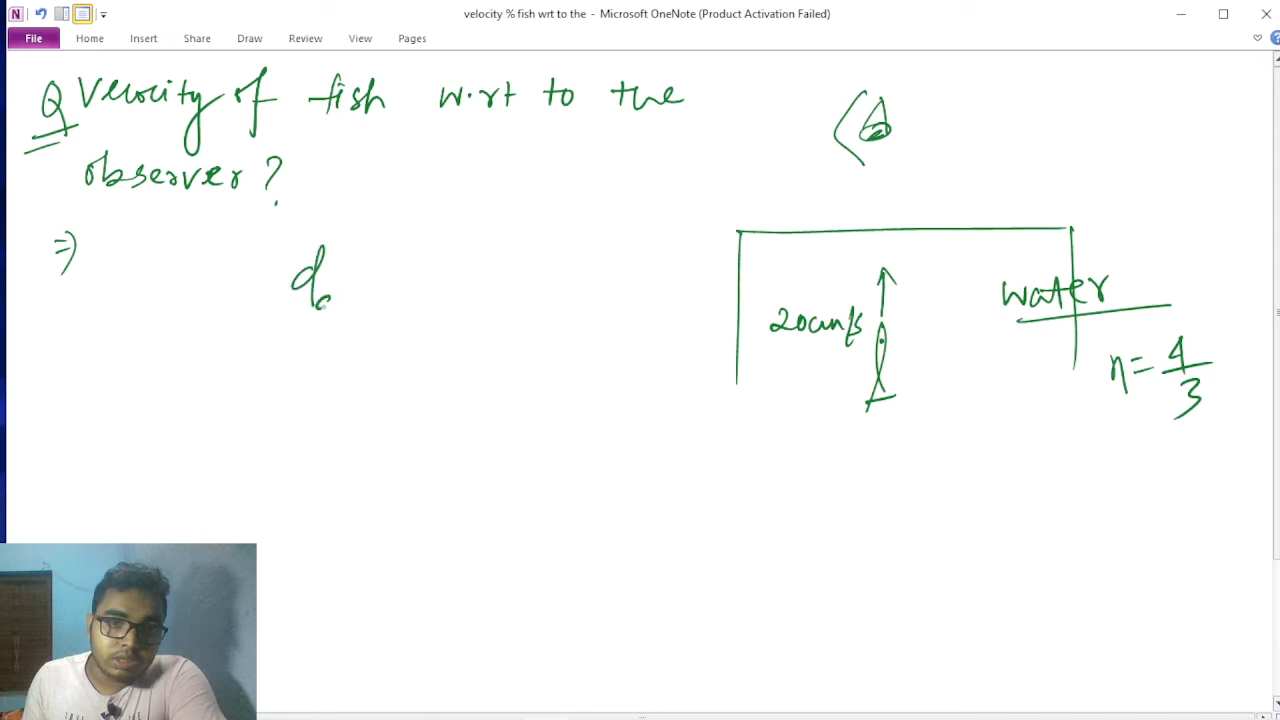 velocity % fish wrt to the - Microsoft OneNote (Product Activation Failed)
File Home Insert Share Draw Review View Pages
Q Velocity of fish w.r.t to the
observer?
⇒ d
20cm/s
water
n = 4/3